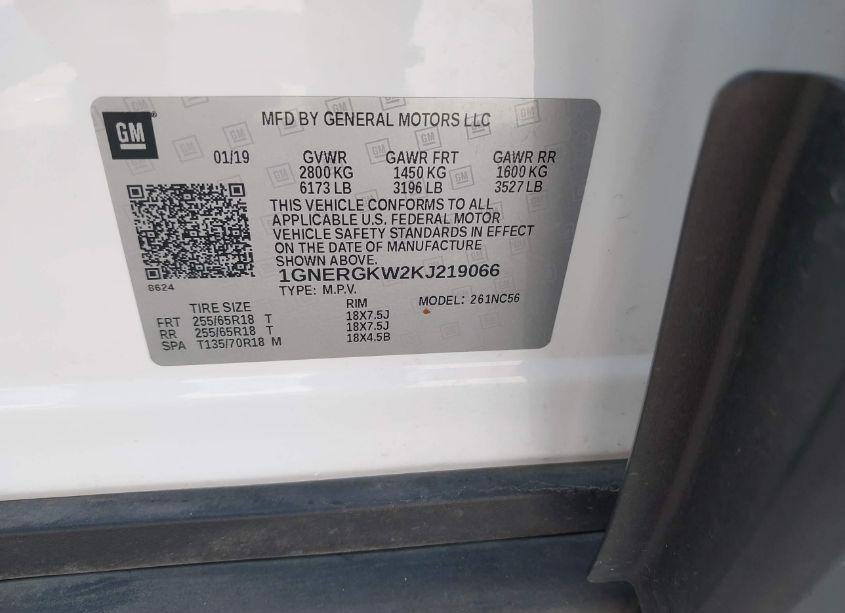 GM
MFD BY GENERAL MOTORS LLC
01/19 GVWR GAWR FRT GAWR RR
2800 KG 1450 KG 1600 KG
6173 LB 3196 LB 3527 LB
THIS VEHICLE CONFORMS TO ALL
APPLICABLE U.S. FEDERAL MOTOR
VEHICLE SAFETY STANDARDS IN EFFECT
ON THE DATE OF MANUFACTURE
SHOWN ABOVE.
1GNERGKW2KJ219066
8624
TYPE: M.P.V. MODEL: 261NC56
TIRE SIZE RIM
FRT 255/65R18 T 18X7.5J
RR 255/65R18 T 18X7.5J
SPA T135/70R18 M 18X4.5B